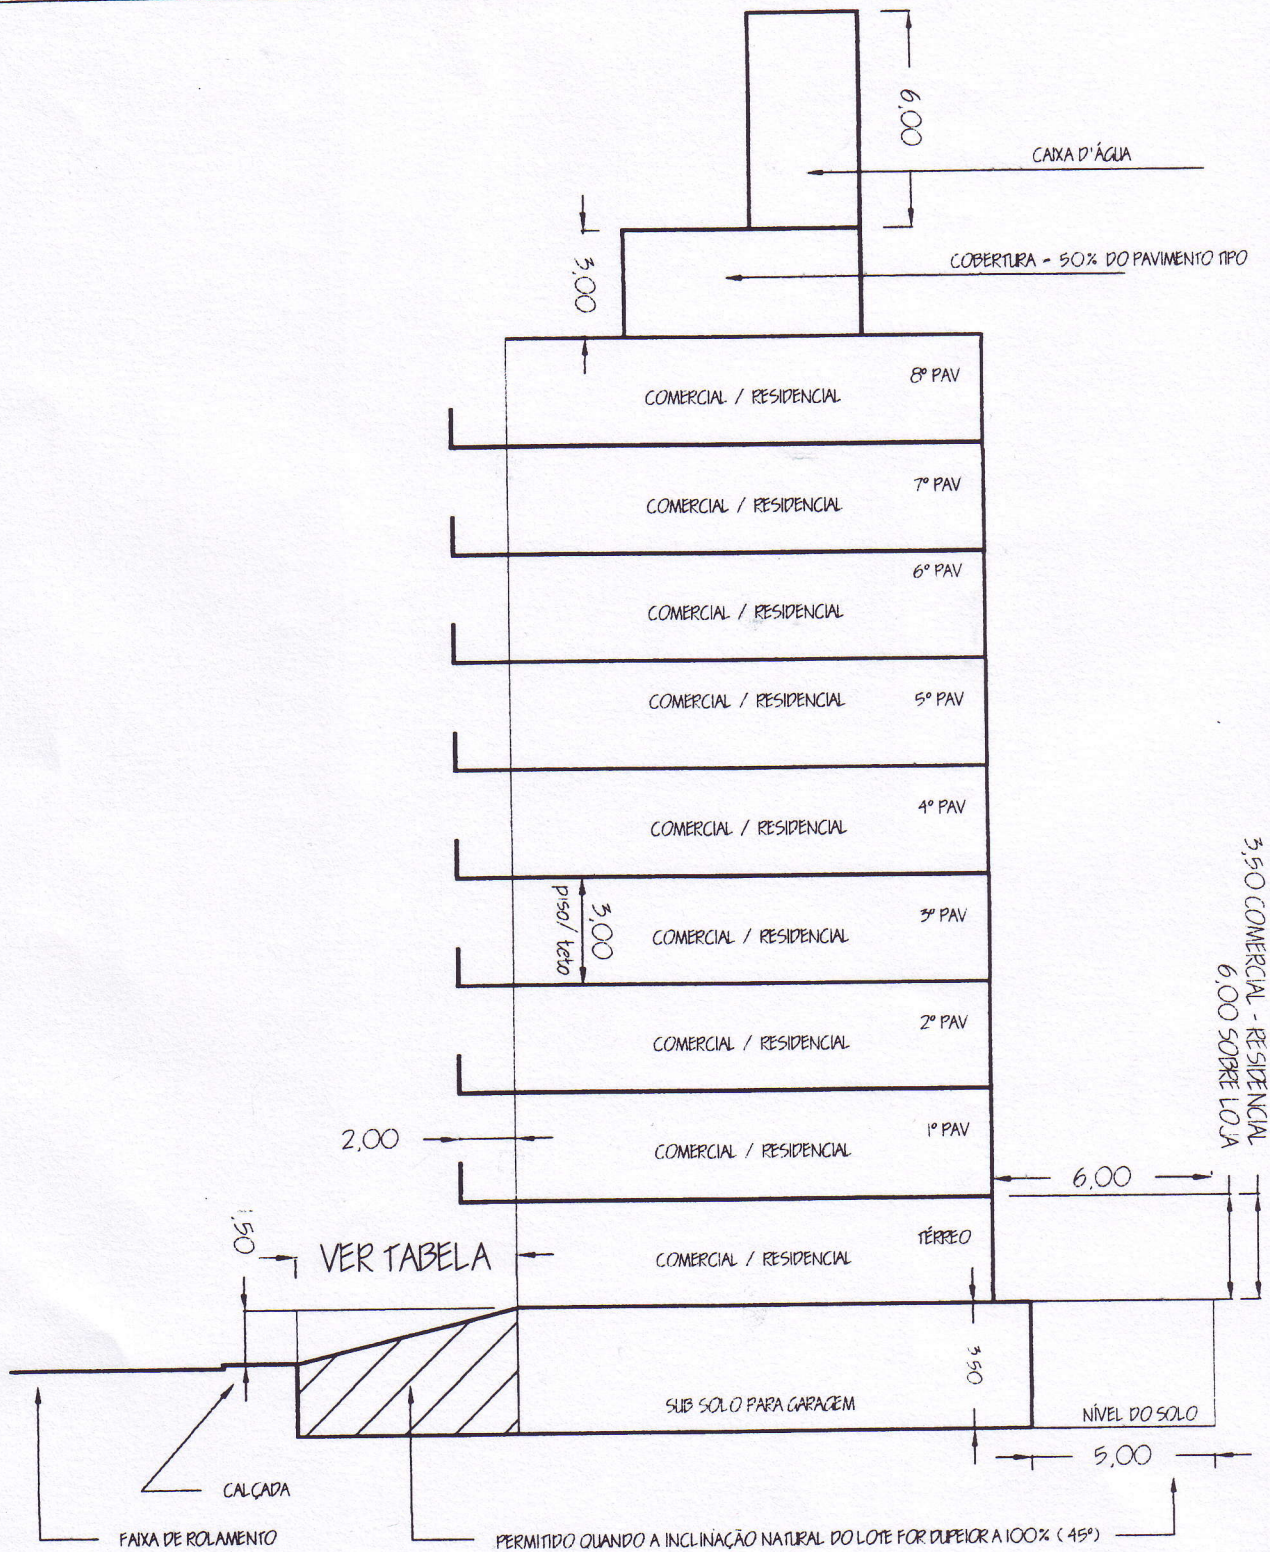 6,00
CAIXA D'ÁGUA
COBERTURA - 50% DO PAVIMENTO TIPO
3,00
8º PAV
COMERCIAL / RESIDENCIAL
7º PAV
COMERCIAL / RESIDENCIAL
6º PAV
COMERCIAL / RESIDENCIAL
5º PAV
COMERCIAL / RESIDENCIAL
4º PAV
COMERCIAL / RESIDENCIAL
3,00
piso/ teto
3º PAV
COMERCIAL / RESIDENCIAL
3,50 COMERCIAL - RESIDENCIAL
6,00 SOBRE LOJA
2º PAV
COMERCIAL / RESIDENCIAL
1º PAV
2,00
COMERCIAL / RESIDENCIAL
6,00
1,50
VER TABELA
TÉRREO
COMERCIAL / RESIDENCIAL
3 50
SUB SOLO PARA GARAGEM
NÍVEL DO SOLO
5,00
CALÇADA
FAIXA DE ROLAMENTO
PERMITIDO QUANDO A INCLINAÇÃO NATURAL DO LOTE FOR DUPEIOR A 100% ( 45º)